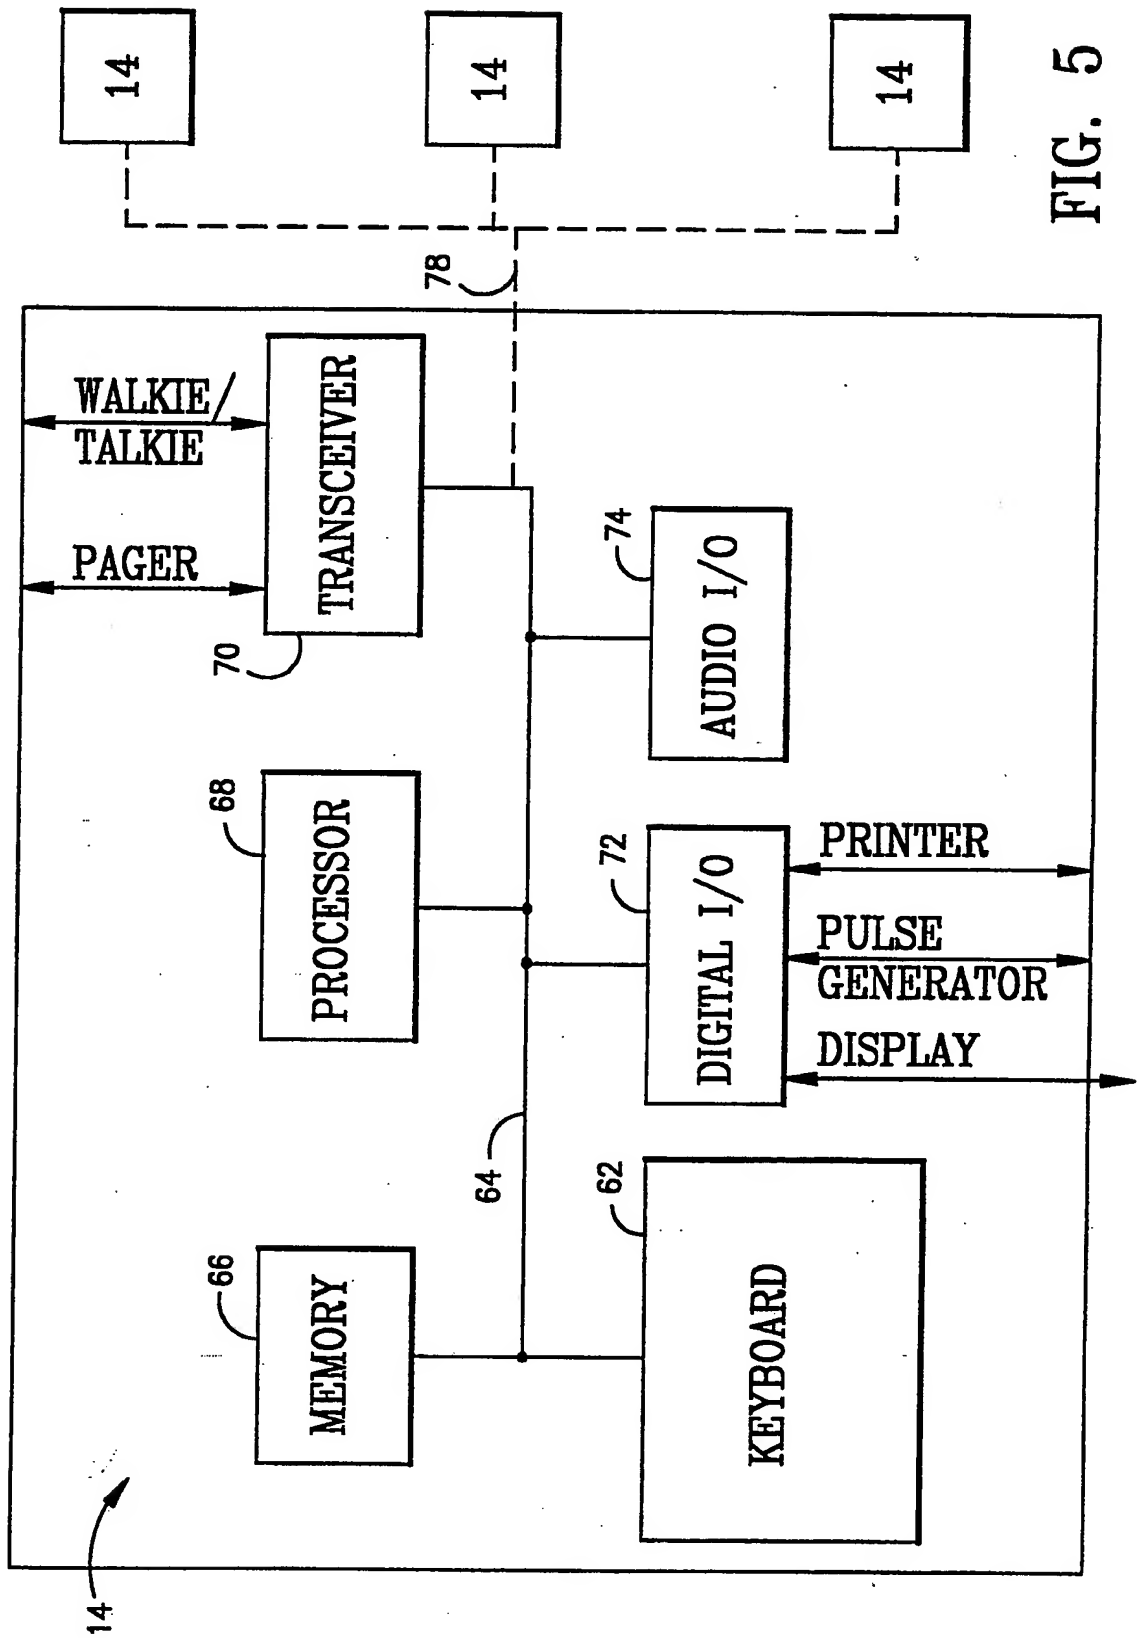 14
66
MEMORY
68
PROCESSOR
70
PAGER
WALKIE/
TALKIE
TRANSCEIVER
78
14
14
14
64
62
KEYBOARD
72
DIGITAL I/O
74
AUDIO I/O
DISPLAY
PULSE
GENERATOR
PRINTER
FIG. 5